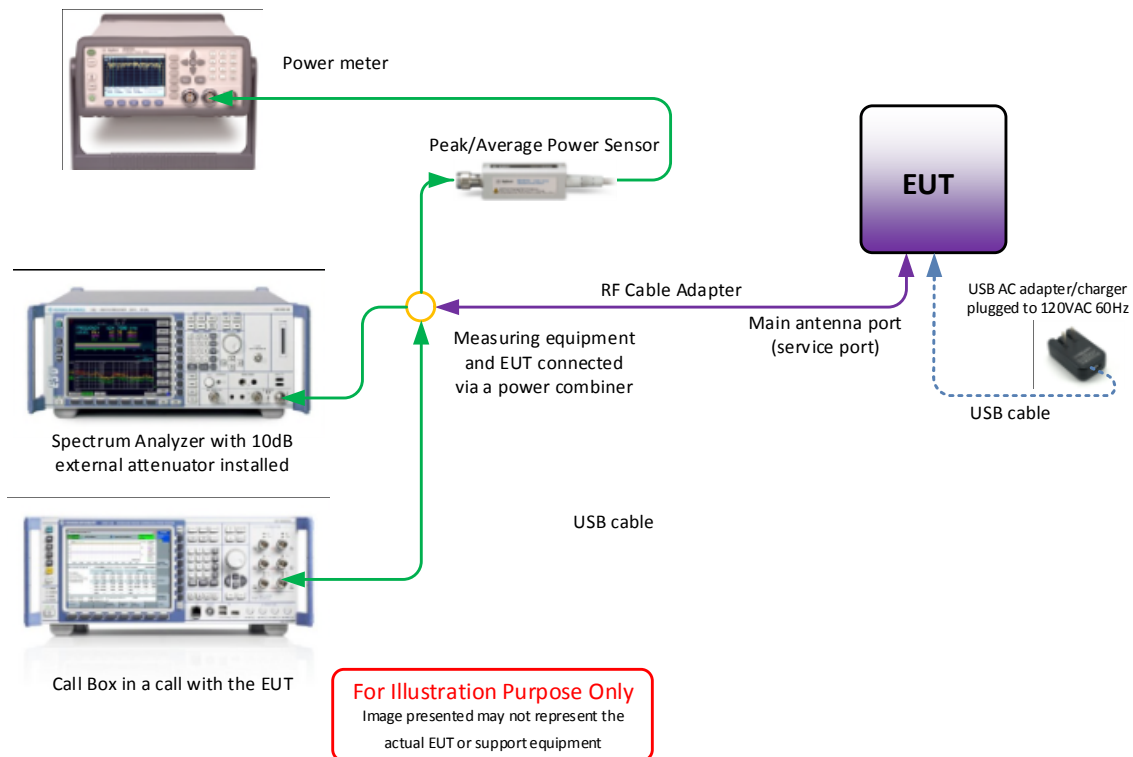 Power meter
Peak/Average Power Sensor
EUT
RF Cable Adapter
USB AC adapter/charger
plugged to 120VAC 60Hz
Main antenna port
(service port)
Measuring equipment
and EUT connected
via a power combiner
USB cable
Spectrum Analyzer with 10dB
external attenuator installed
USB cable
Call Box in a call with the EUT
For Illustration Purpose Only
Image presented may not represent the
actual EUT or support equipment